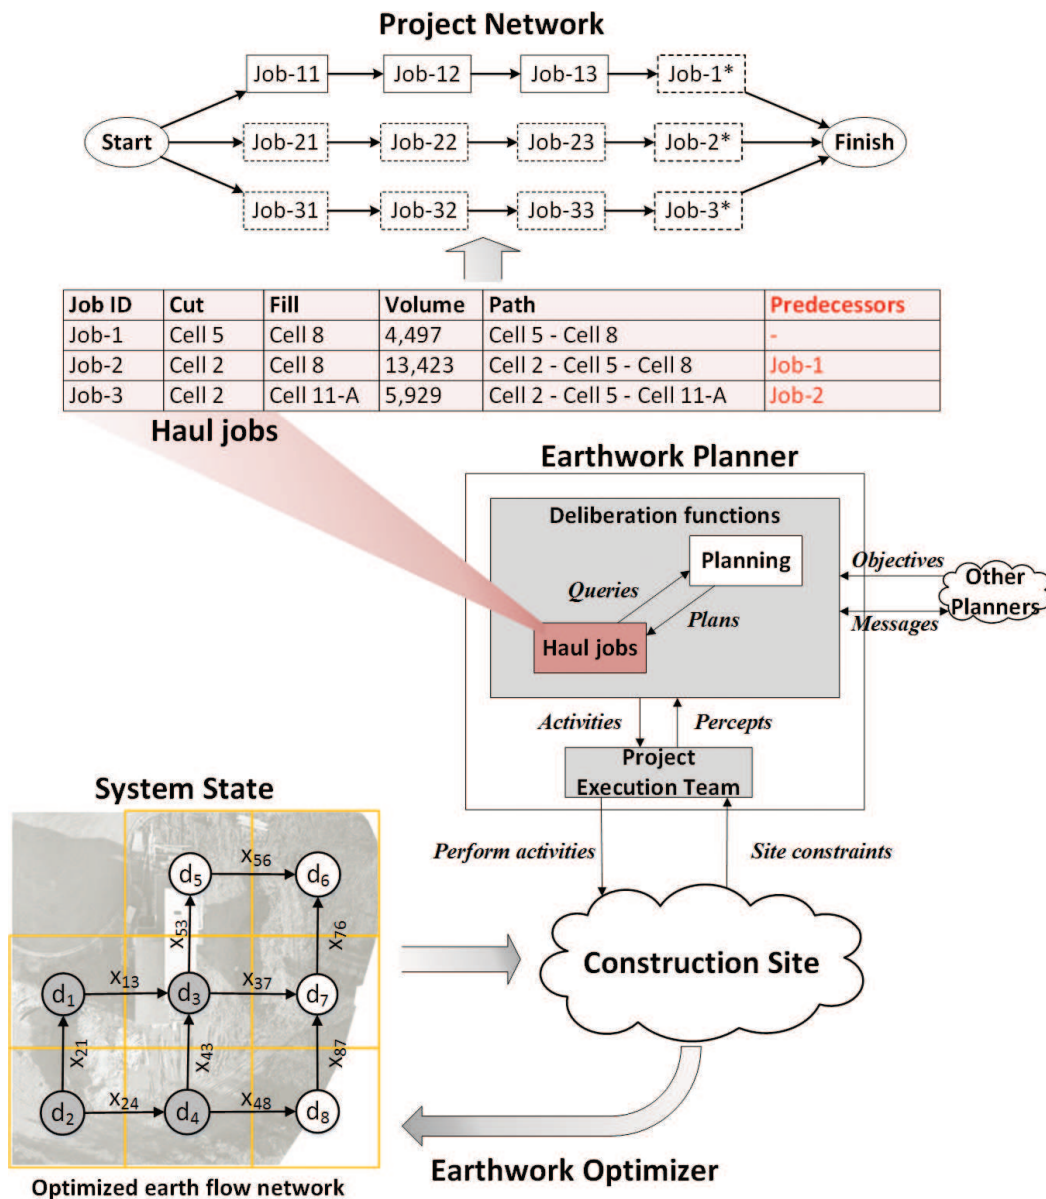 Project Network
Job-11 Job-12 Job-13 Job-1*
Start Job-21 Job-22 Job-23 Job-2* Finish
Job-31 Job-32 Job-33 Job-3*
Job ID Cut Fill Volume Path Predecessors
Job-1 Cell 5 Cell 8 4,497 Cell 5 - Cell 8 -
Job-2 Cell 2 Cell 8 13,423 Cell 2 - Cell 5 - Cell 8 Job-1
Job-3 Cell 2 Cell 11-A 5,929 Cell 2 - Cell 5 - Cell 11-A Job-2
Haul jobs
Earthwork Planner
Deliberation functions
Planning
Queries
Plans
Haul jobs
Objectives
Other
Planners
Messages
Activities Percepts
Project
Execution Team
Perform activities Site constraints
Construction Site
System State
d5 x56 d6
x53 x76
d1 x13 d3 x37 d7
x21 x43 x87
d2 x24 d4 x48 d8
Optimized earth flow network
Earthwork Optimizer